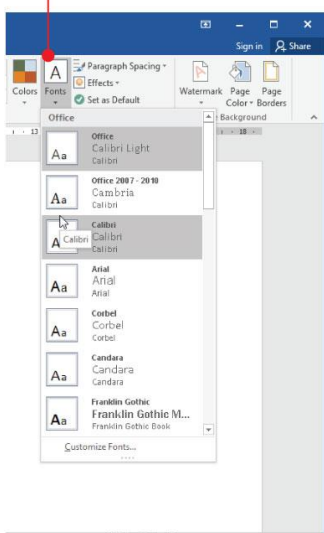 Sign in Share
Paragraph Spacing
Effects
Set as Default
Colors Fonts
Watermark Page Color Page Borders
Background
Office
13
18
Office
Calibri Light
Calibri
Office 2007 - 2010
Cambria
Calibri
Calibri
Calibri
Calibri
Calibri
Arial
Arial
Arial
Corbel
Corbel
Corbel
Candara
Candara
Candara
Franklin Gothic
Franklin Gothic M...
Franklin Gothic Book
Customize Fonts...
Aa
Aa
A
Aa
Aa
Aa
Aa